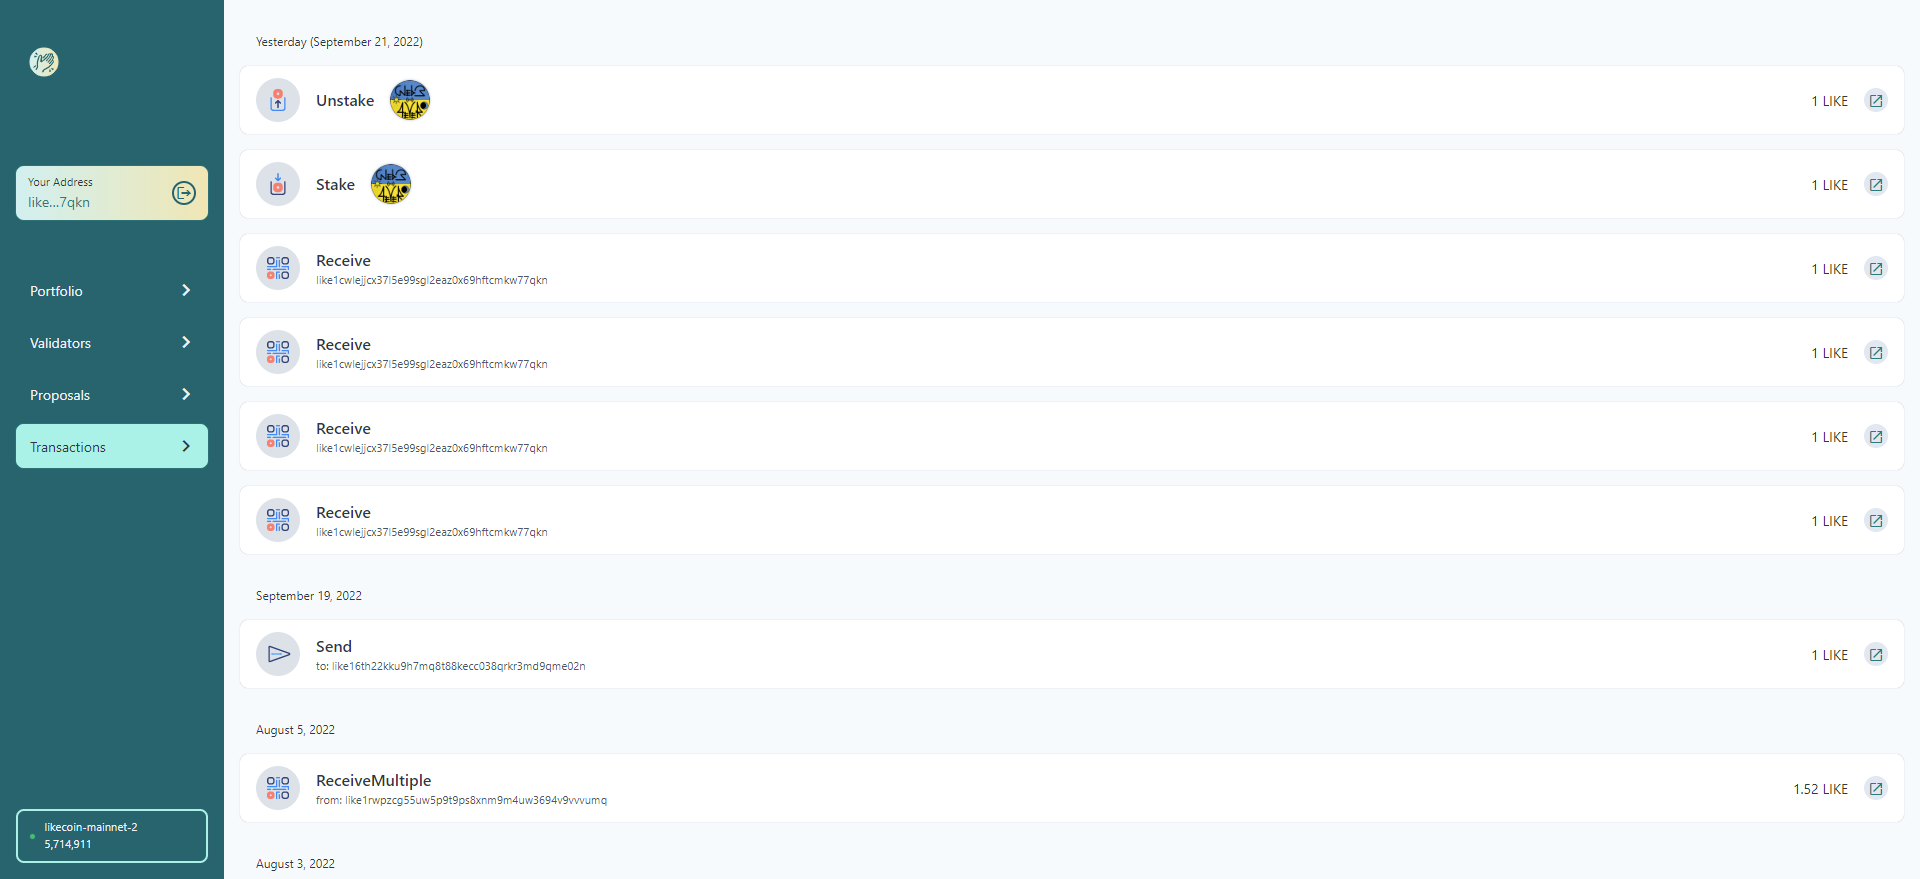 Your Address
like...7qkn
Portfolio
Validators
Proposals
Transactions
likecoin-mainnet-2
5,714,911
Yesterday (September 21, 2022)
Unstake
1 LIKE
Stake
1 LIKE
Receive
like1cwlejjcx37l5e99sgl2eaz0x69hftcmkw77qkn
1 LIKE
Receive
like1cwlejjcx37l5e99sgl2eaz0x69hftcmkw77qkn
1 LIKE
Receive
like1cwlejjcx37l5e99sgl2eaz0x69hftcmkw77qkn
1 LIKE
Receive
like1cwlejjcx37l5e99sgl2eaz0x69hftcmkw77qkn
1 LIKE
September 19, 2022
Send
to: like16th22kku9h7mq8t88kecc038qrkr3md9qme02n
1 LIKE
August 5, 2022
ReceiveMultiple
from: like1rwpzcg55uw5p9t9ps8xnm9m4uw3694v9vvvumq
1.52 LIKE
August 3, 2022